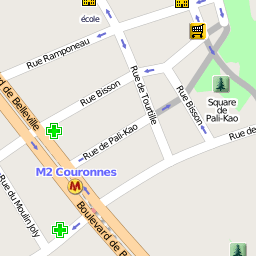 école
Rue Ramponeau
Rue Bisson
Rue de Tourtille
Rue Bisson
Square
de
Pali-Kao
Rue de Pali-Kao
Rue de
rd de Belleville
M2 Couronnes
M
Rue du Moulin Joly
Boulevard de